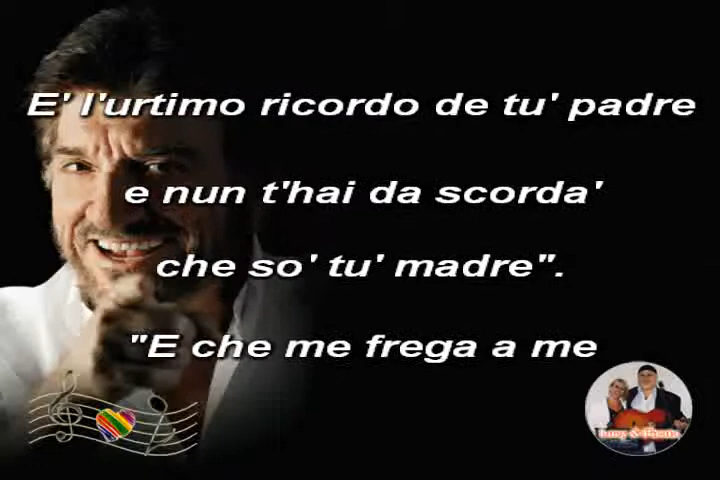 E' l'urtimo ricordo de tu' padre
e nun t'hai da scorda'
che so' tu' madre".
"E che me frega a me